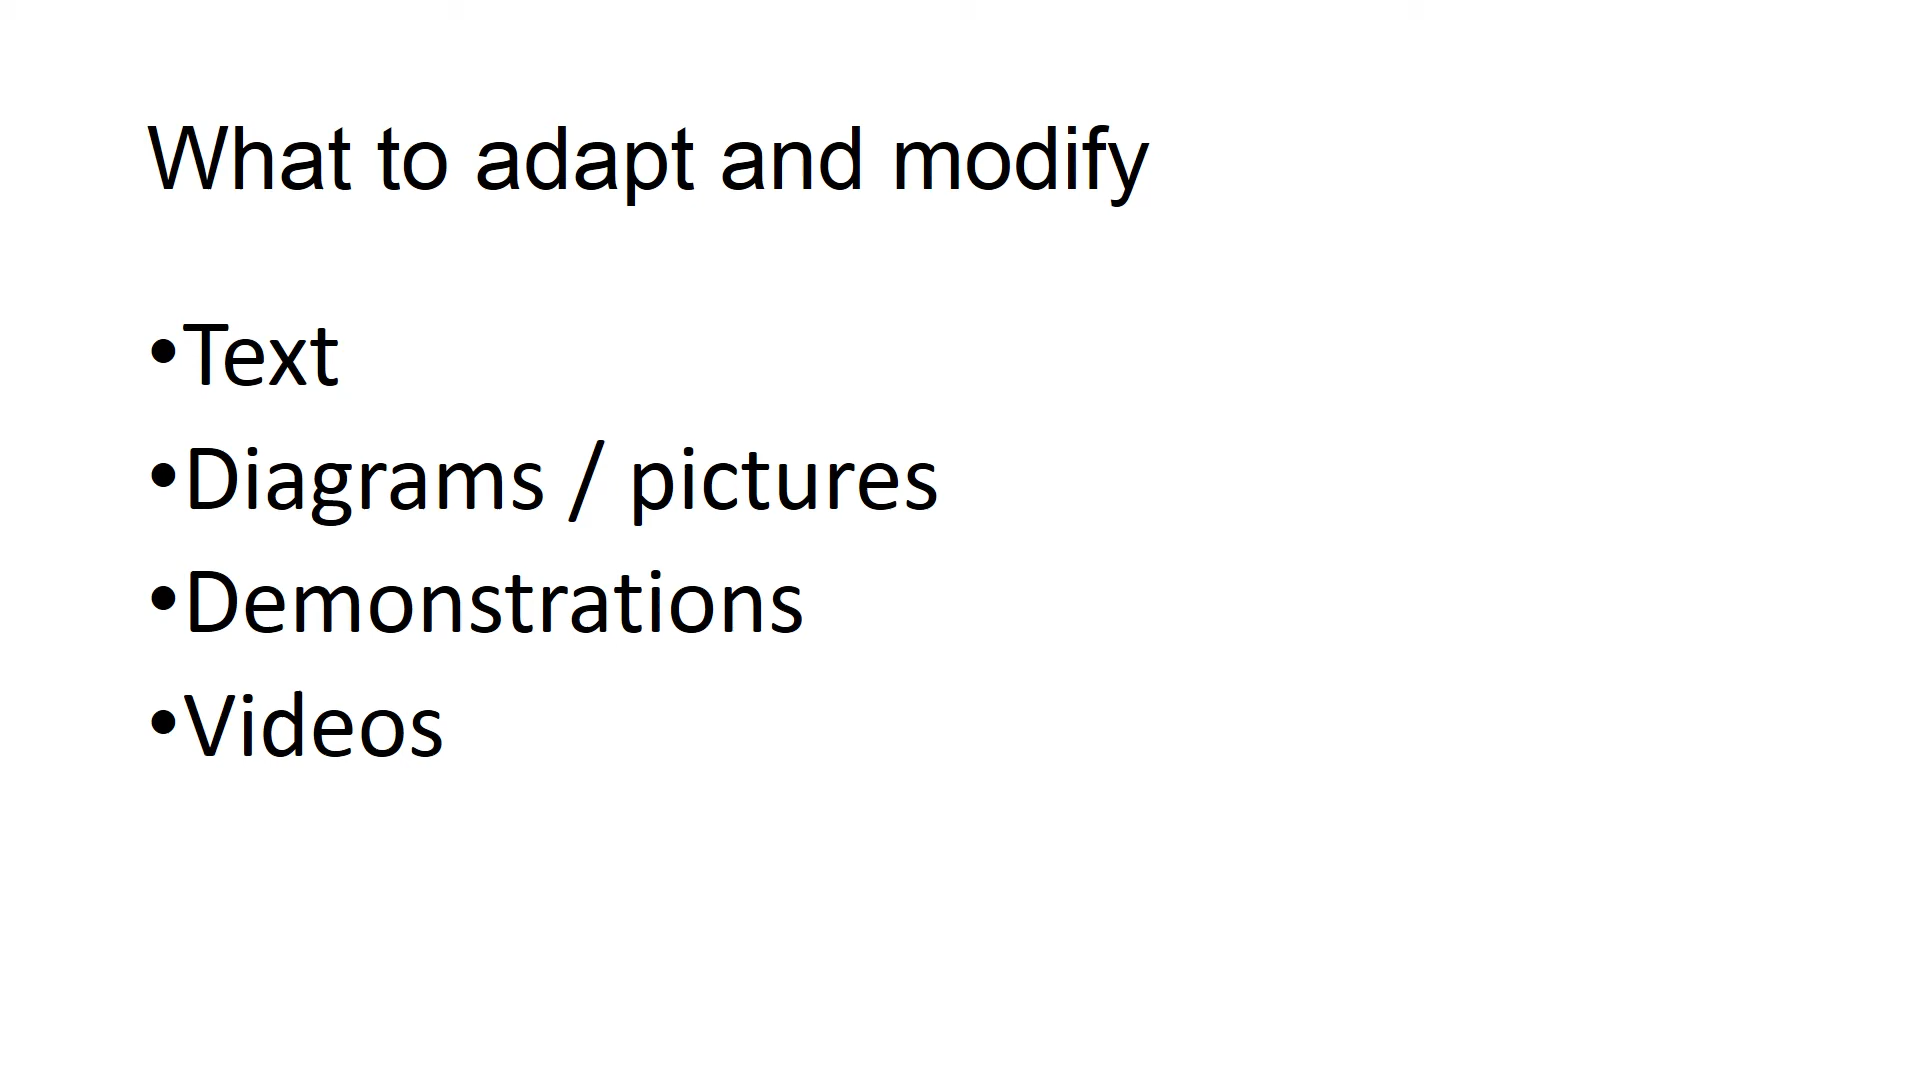 What to adapt and modify
•Text
•Diagrams / pictures
•Demonstrations
•Videos